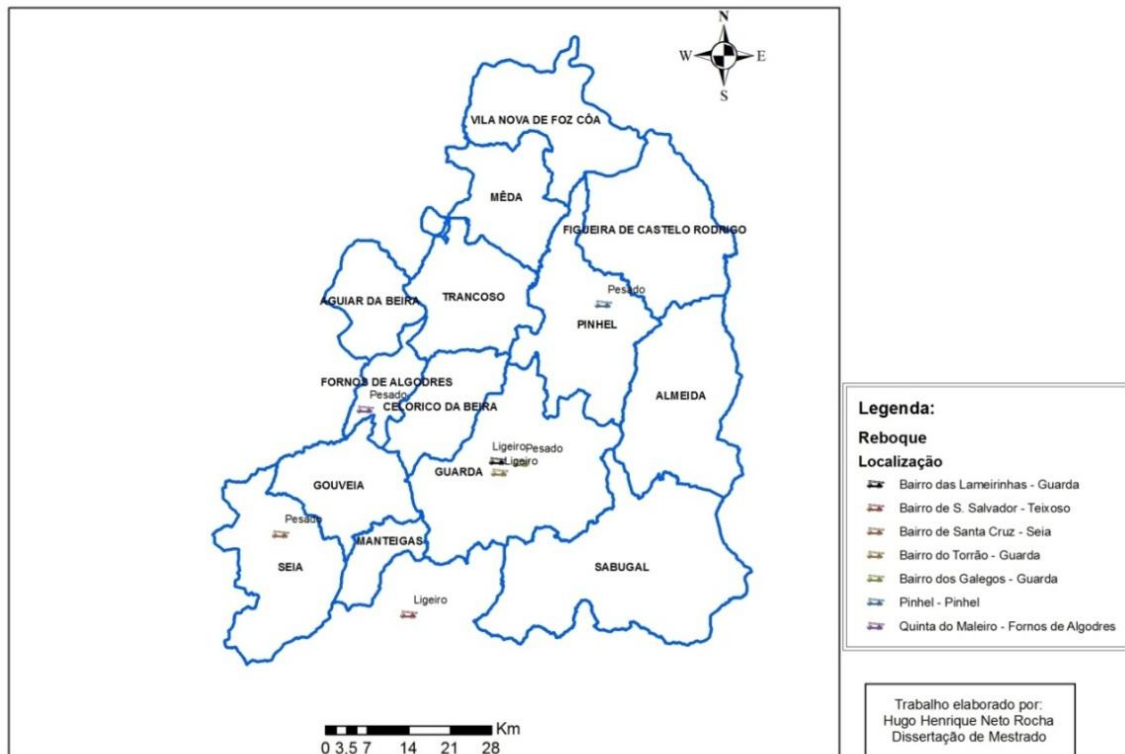 N
W E
S
VILA NOVA DE FOZ CÔA
MÊDA
FIGUEIRA DE CASTELO RODRIGO
AGUIAR DA BEIRA
TRANCOSO
Pesado
PINHEL
FORNOS DE ALGODRES
Pesado
CELORICO DA BEIRA
ALMEIDA
Ligeiro
Pesado
Ligeiro
GUARDA
GOUVEIA
Pesado
MANTEIGAS
SEIA
SABUGAL
Ligeiro
Km
0 3,5 7 14 21 28
Legenda:
Reboque
Localização
Bairro das Lameirinhas - Guarda
Bairro de S. Salvador - Teixoso
Bairro de Santa Cruz - Seia
Bairro do Torrão - Guarda
Bairro dos Galegos - Guarda
Pinhel - Pinhel
Quinta do Maleiro - Fornos de Algodres
Trabalho elaborado por:
Hugo Henrique Neto Rocha
Dissertação de Mestrado